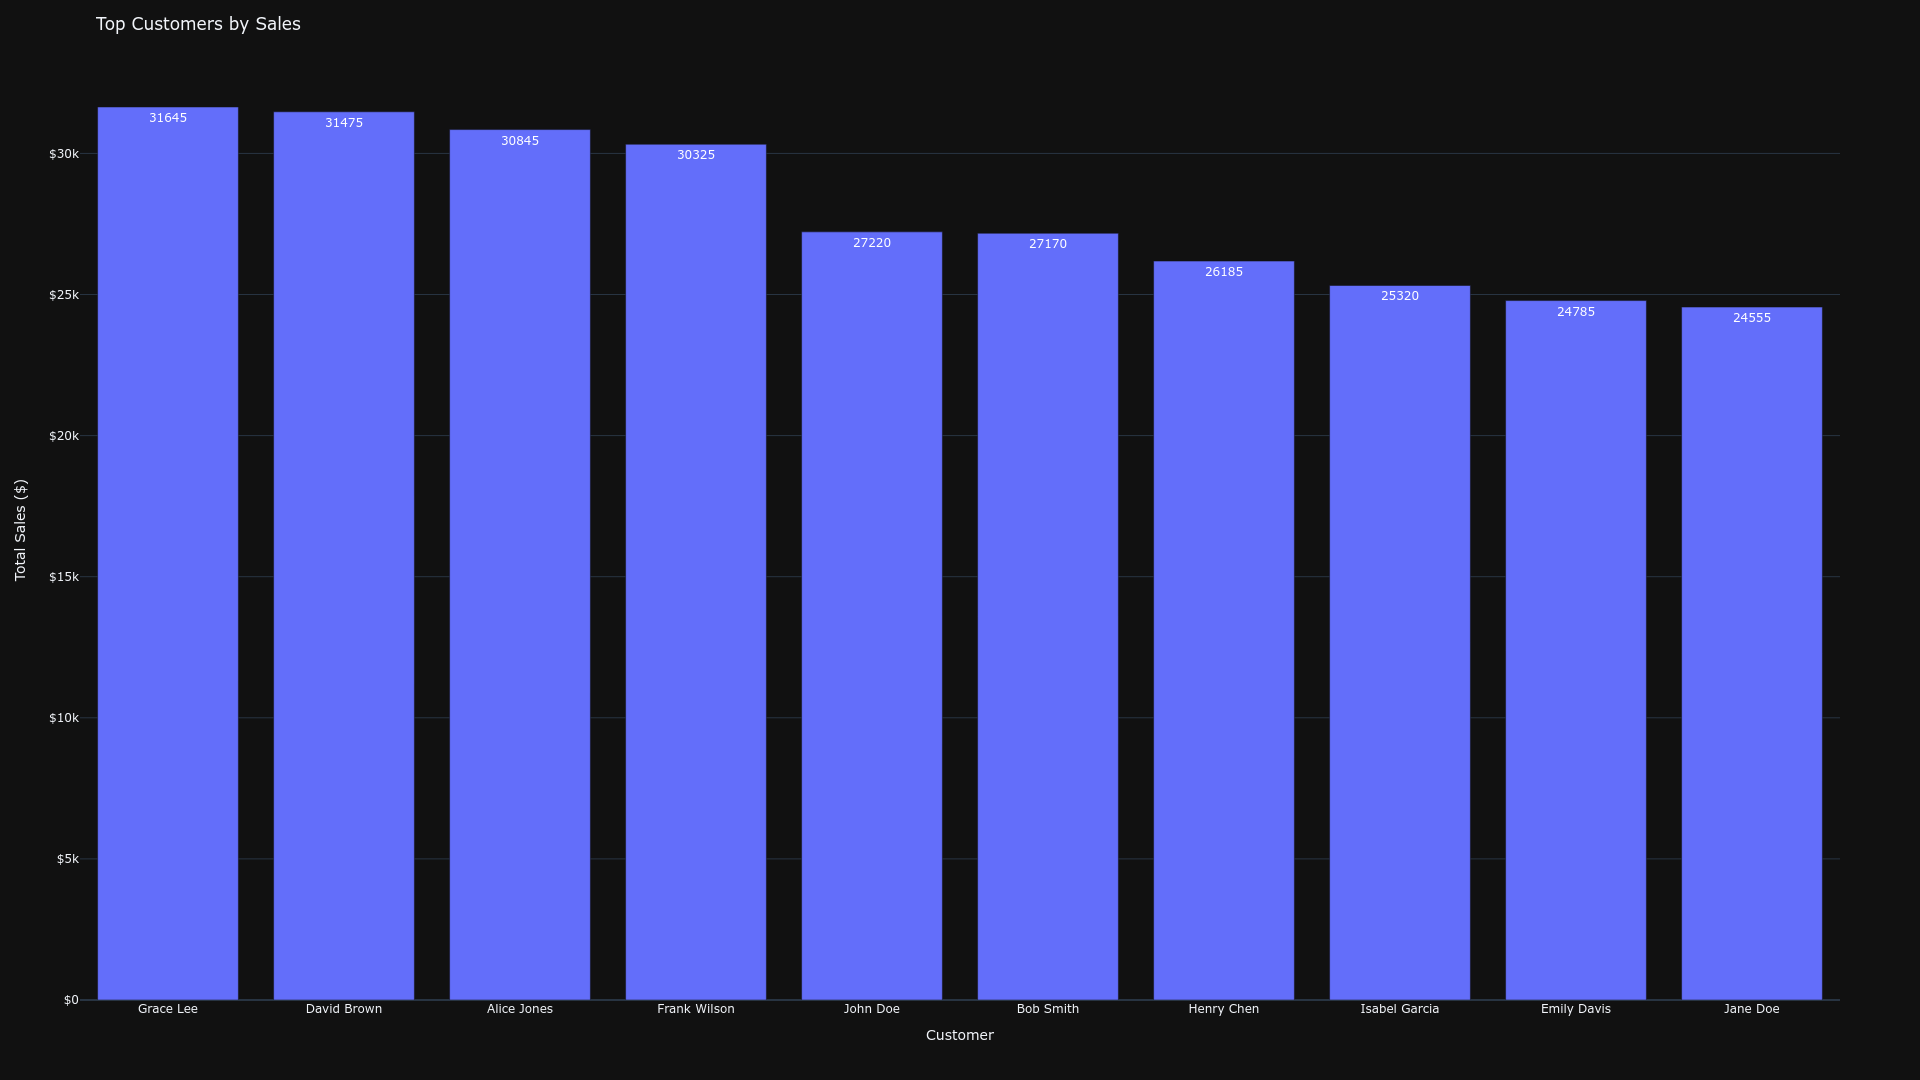 Top Customers by Sales
31645
31475
30845
30325
27220
27170
26185
25320
24785
24555
$30k
$25k
$20k
$15k
$10k
$5k
$0
Total Sales ($)
Grace Lee
David Brown
Alice Jones
Frank Wilson
John Doe
Bob Smith
Henry Chen
Isabel Garcia
Emily Davis
Jane Doe
Customer